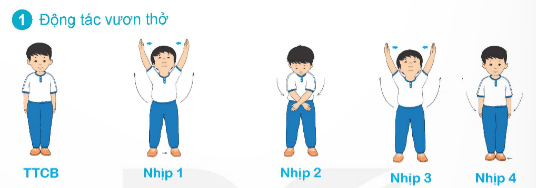 1 Động tác vươn thở
TTCB
Nhịp 1
Nhịp 2
Nhịp 3
Nhịp 4